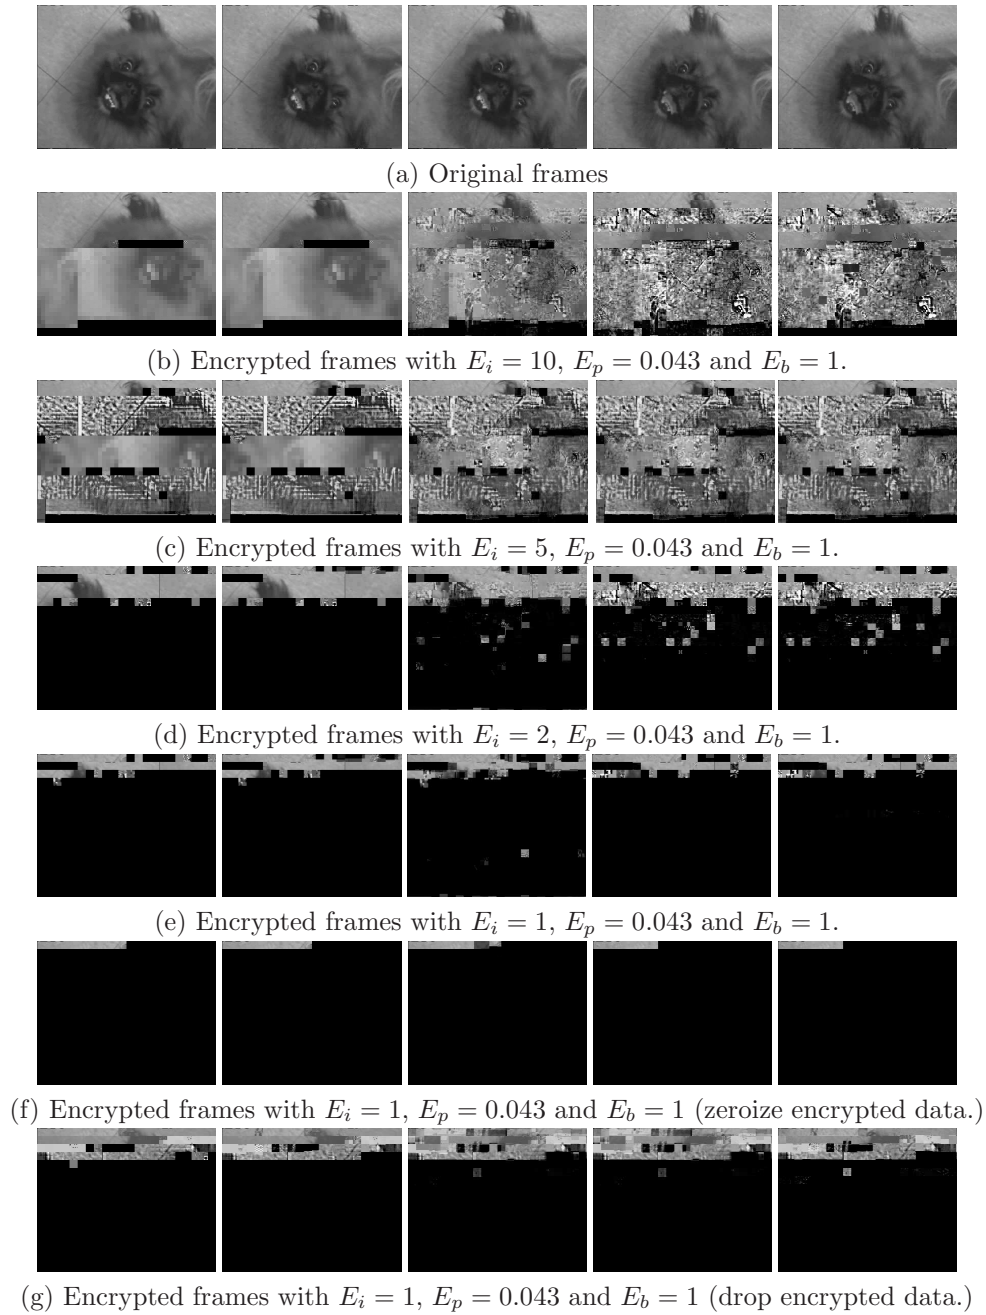 (a) Original frames
(b) Encrypted frames with E_i = 10, E_p = 0.043 and E_b = 1.
(c) Encrypted frames with E_i = 5, E_p = 0.043 and E_b = 1.
(d) Encrypted frames with E_i = 2, E_p = 0.043 and E_b = 1.
(e) Encrypted frames with E_i = 1, E_p = 0.043 and E_b = 1.
(f) Encrypted frames with E_i = 1, E_p = 0.043 and E_b = 1 (zeroize encrypted data.)
(g) Encrypted frames with E_i = 1, E_p = 0.043 and E_b = 1 (drop encrypted data.)